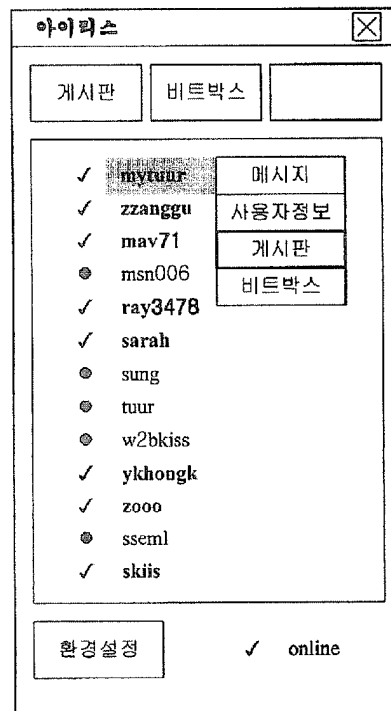 아이리스
게시판 비트박스
✓ mytuur 메시지
✓ zzanggu 사용자정보
✓ mav71 게시판
● msn006 비트박스
✓ ray3478
✓ sarah
● sung
● tuur
● w2bkiss
✓ ykhongk
✓ zooo
● sseml
✓ skiis
환경설정 ✓ online